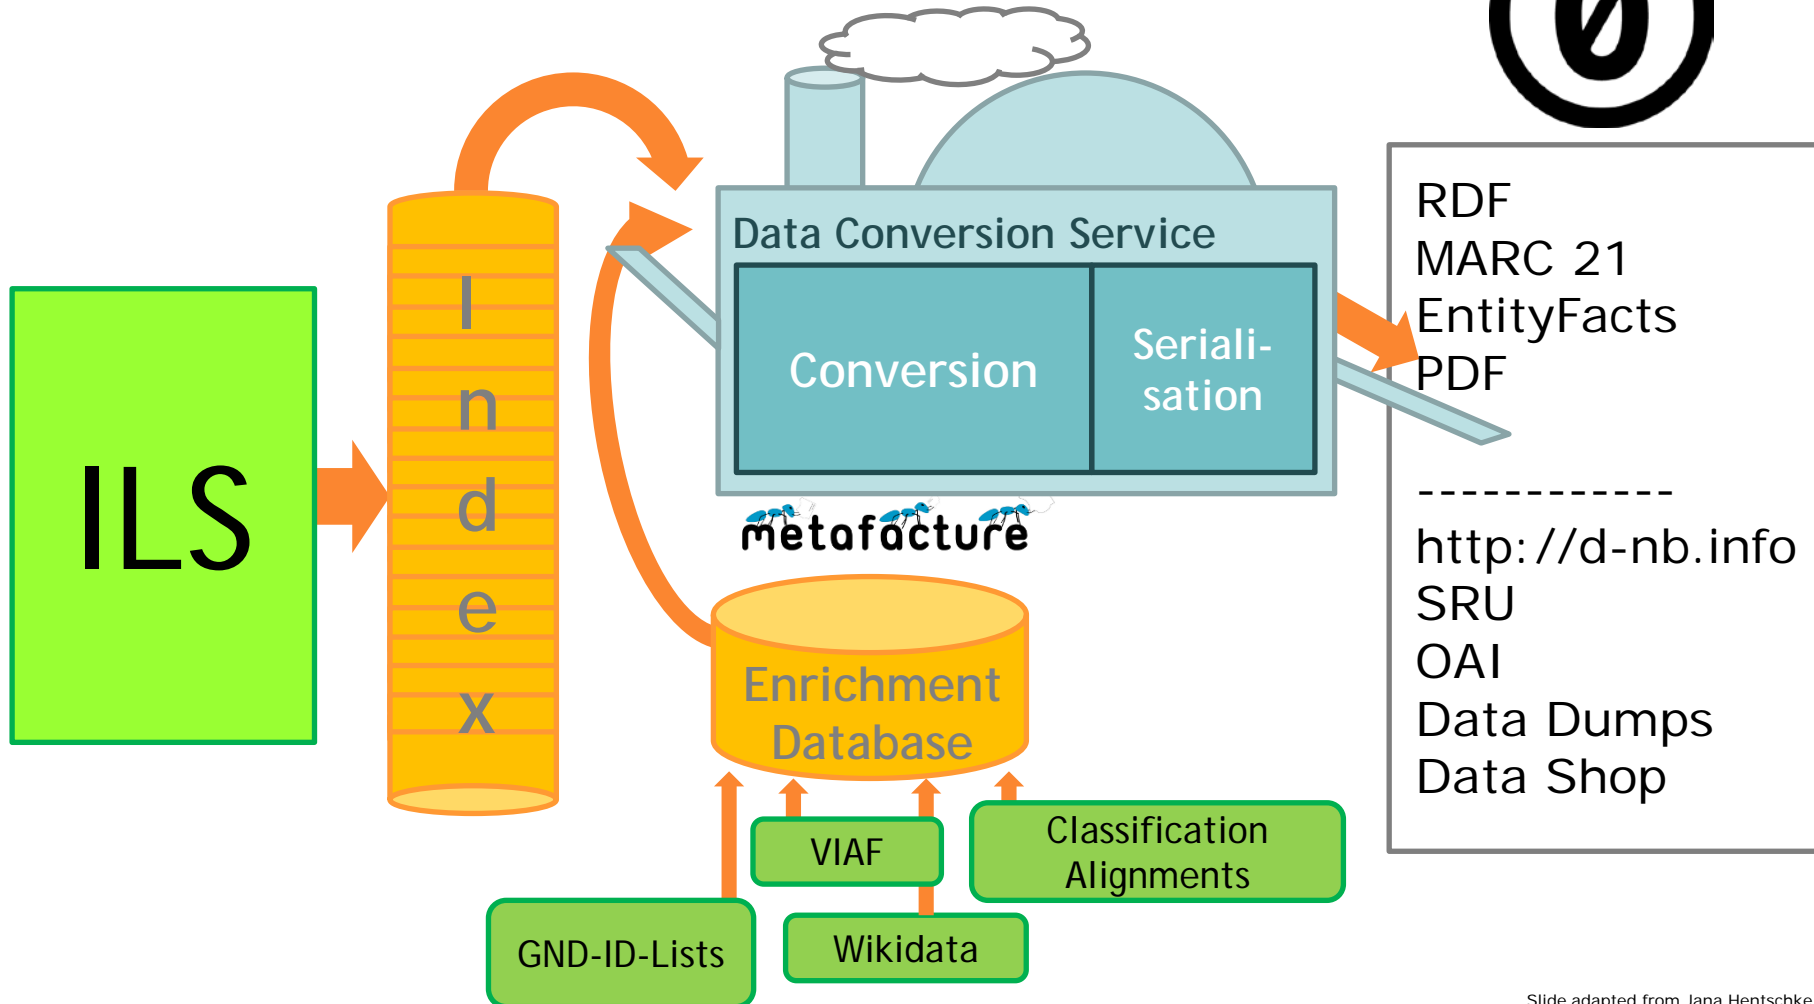 0
RDF
MARC 21
EntityFacts
PDF
------------
http://d-nb.info
SRU
OAI
Data Dumps
Data Shop
Data Conversion Service
Conversion
Seriali-
sation
metafacture
ILS
I
n
d
e
x
Enrichment
Database
VIAF
Classification
Alignments
GND-ID-Lists
Wikidata
Slide adapted from Jana Hentschke